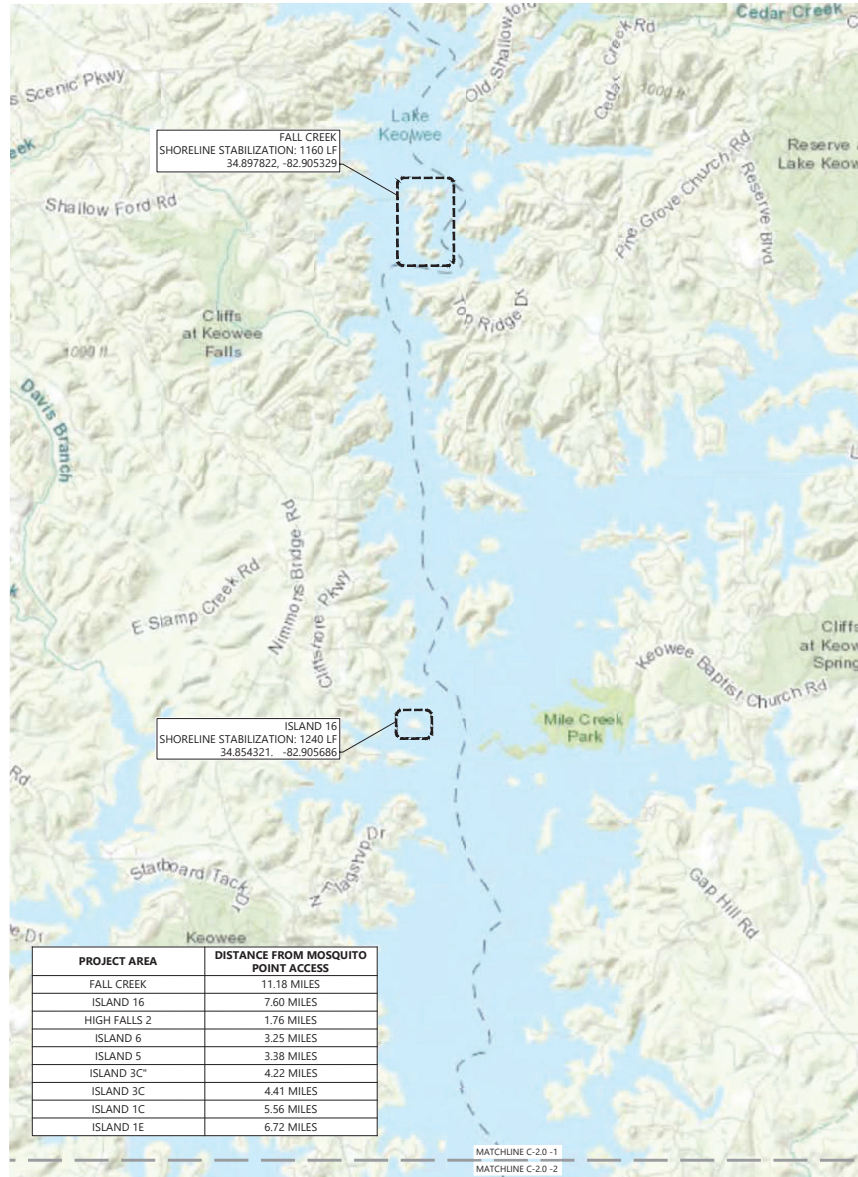 Cedar Creek
Old Shallowford
Cedar Creek Rd
1000 ft
s Scenic Pkwy
Lake
Keowee
eek
FALL CREEK
SHORELINE STABILIZATION: 1160 LF
34.897822, -82.905329
Reserve
Lake Keow
Pine Grove Church Rd
Reserve Blvd
Shallow Ford Rd
Top Ridge Dr
Cliffs
at Keowee
Falls
1000 ft
Davis Branch
Nimmons Bridge Rd
E Stamp Creek Rd
Cliffshore Pkwy
Cliffs
at Keow
Spring
Keowee Baptist Church Rd
ISLAND 16
SHORELINE STABILIZATION: 1240 LF
34.854321. -82.905686
Mile Creek
Park
Rd
N Flagship Dr
Starboard Tack Dr
Gap Hill Rd
e Dr
Keowee
PROJECT AREA DISTANCE FROM MOSQUITO POINT ACCESS
FALL CREEK 11.18 MILES
ISLAND 16 7.60 MILES
HIGH FALLS 2 1.76 MILES
ISLAND 6 3.25 MILES
ISLAND 5 3.38 MILES
ISLAND 3C" 4.22 MILES
ISLAND 3C 4.41 MILES
ISLAND 1C 5.56 MILES
ISLAND 1E 6.72 MILES
MATCHLINE C-2.0 -1
MATCHLINE C-2.0 -2